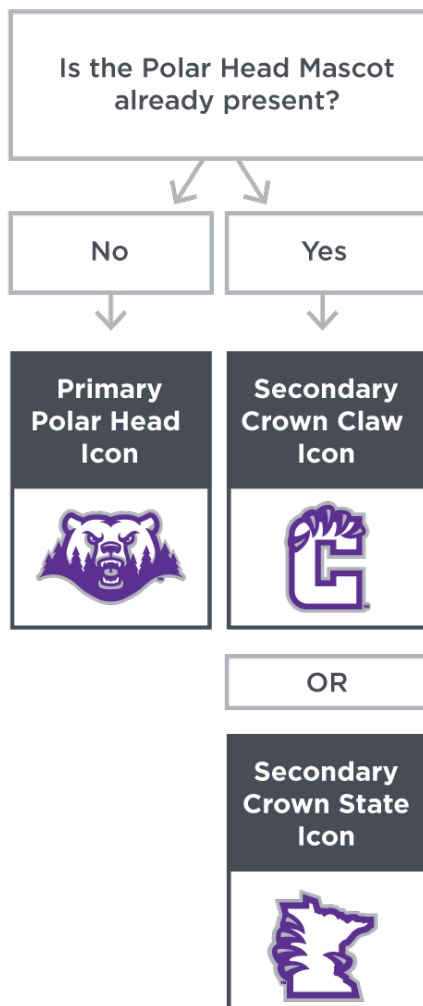 Is the Polar Head Mascot
already present?
No
Yes
Primary
Polar Head
Icon
Secondary
Crown Claw
Icon
C
TM
OR
Secondary
Crown State
Icon